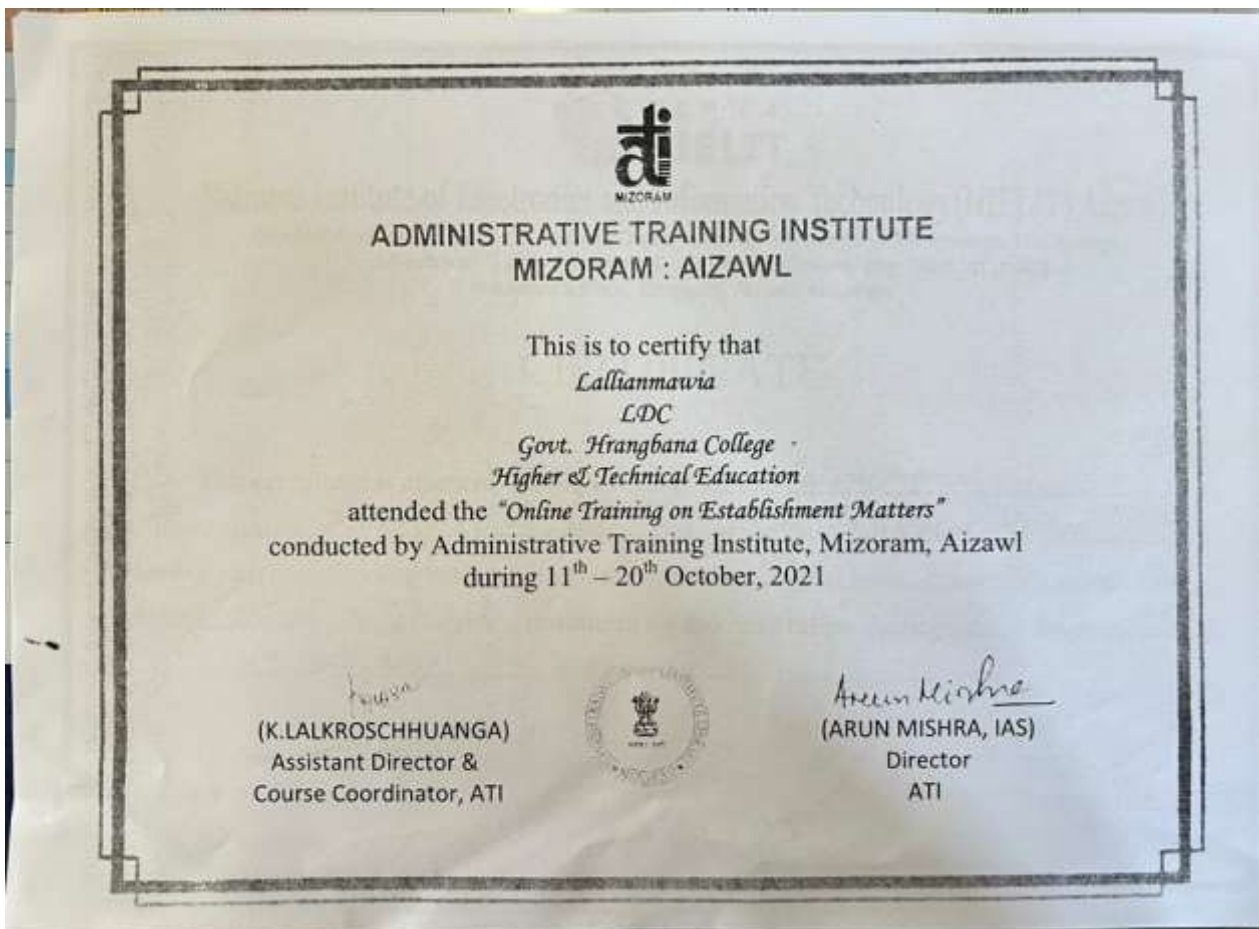 ati
MIZORAM
ADMINISTRATIVE TRAINING INSTITUTE
MIZORAM : AIZAWL
This is to certify that
Lallianmawia
LDC
Govt. Hrangbana College
Higher & Technical Education
attended the "Online Training on Establishment Matters"
conducted by Administrative Training Institute, Mizoram, Aizawl
during 11th – 20th October, 2021
Arun Mishra
(K.LALKROSCHHUANGA)
Assistant Director &
Course Coordinator, ATI
(ARUN MISHRA, IAS)
Director
ATI